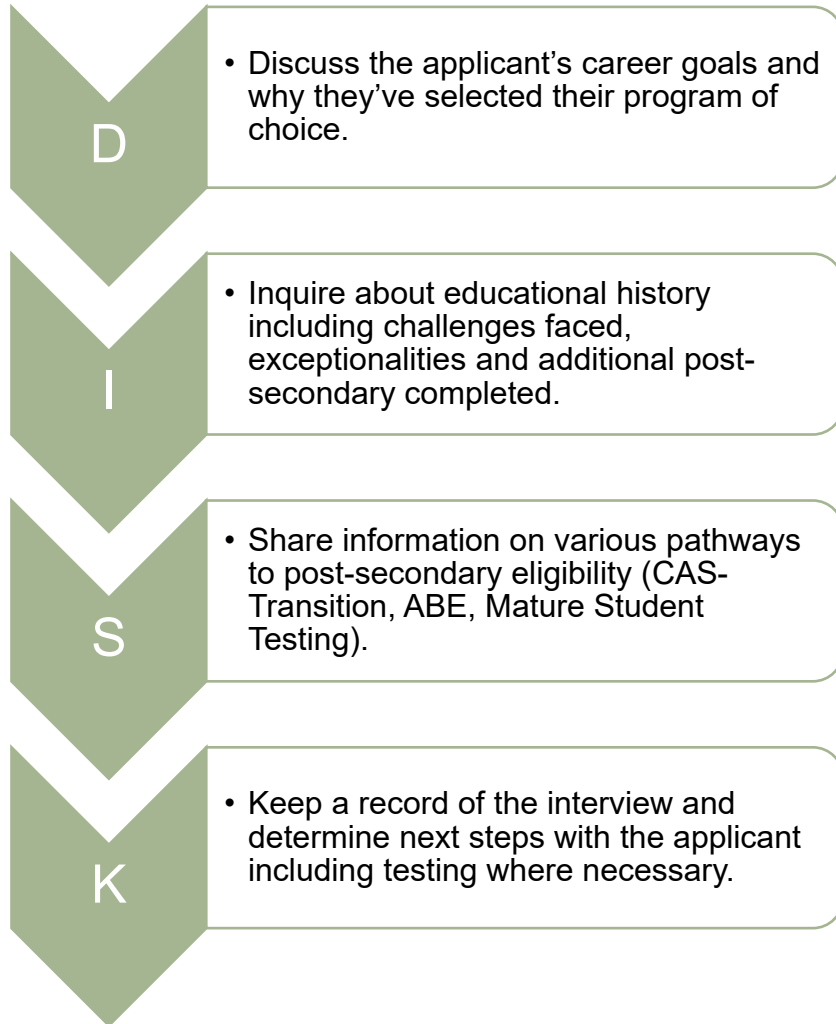 D
• Discuss the applicant’s career goals and
why they’ve selected their program of
choice.
I
• Inquire about educational history
including challenges faced,
exceptionalities and additional post-
secondary completed.
S
• Share information on various pathways
to post-secondary eligibility (CAS-
Transition, ABE, Mature Student
Testing).
K
• Keep a record of the interview and
determine next steps with the applicant
including testing where necessary.